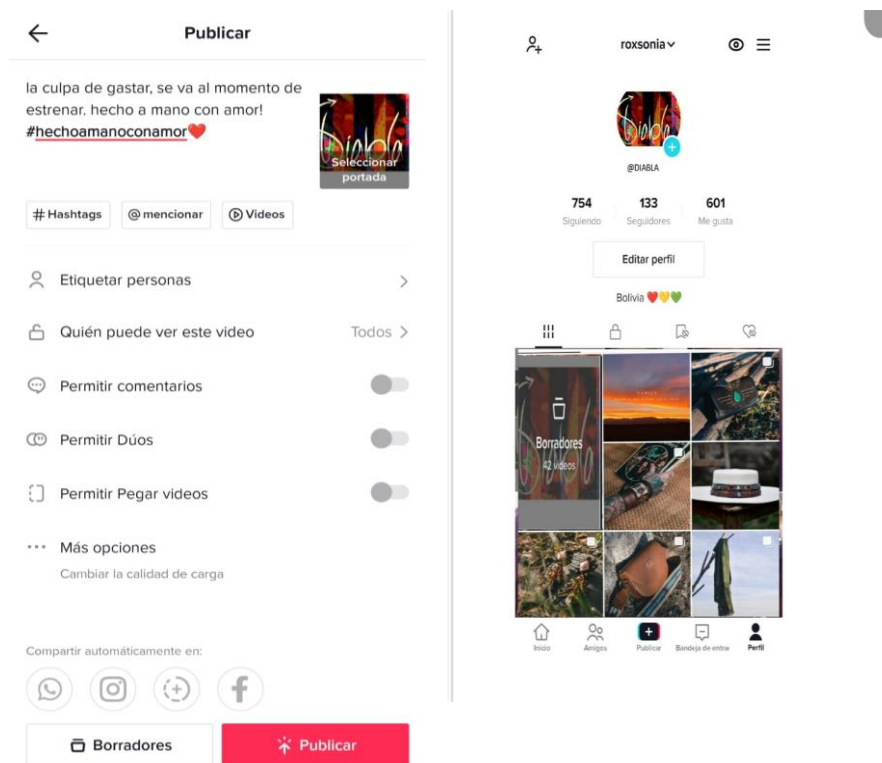 Publicar
la culpa de gastar, se va al momento de
estrenar. hecho a mano con amor!
#hechoamanoconamor❤️
Diabla
Seleccionar
portada
# Hashtags
@ mencionar
Videos
Etiquetar personas
Quién puede ver este video
Todos
Permitir comentarios
Permitir Dúos
Permitir Pegar videos
Más opciones
Cambiar la calidad de carga
Compartir automáticamente en:
Borradores
Publicar
roxsonia
Diabla
@DIABLA
754
133
601
Siguiendo
Seguidores
Me gusta
Editar perfil
Bolivia ❤️💛💚
Borradores
42 videos
Inicio
Amigos
Publicar
Bandeja de entrar
Perfil